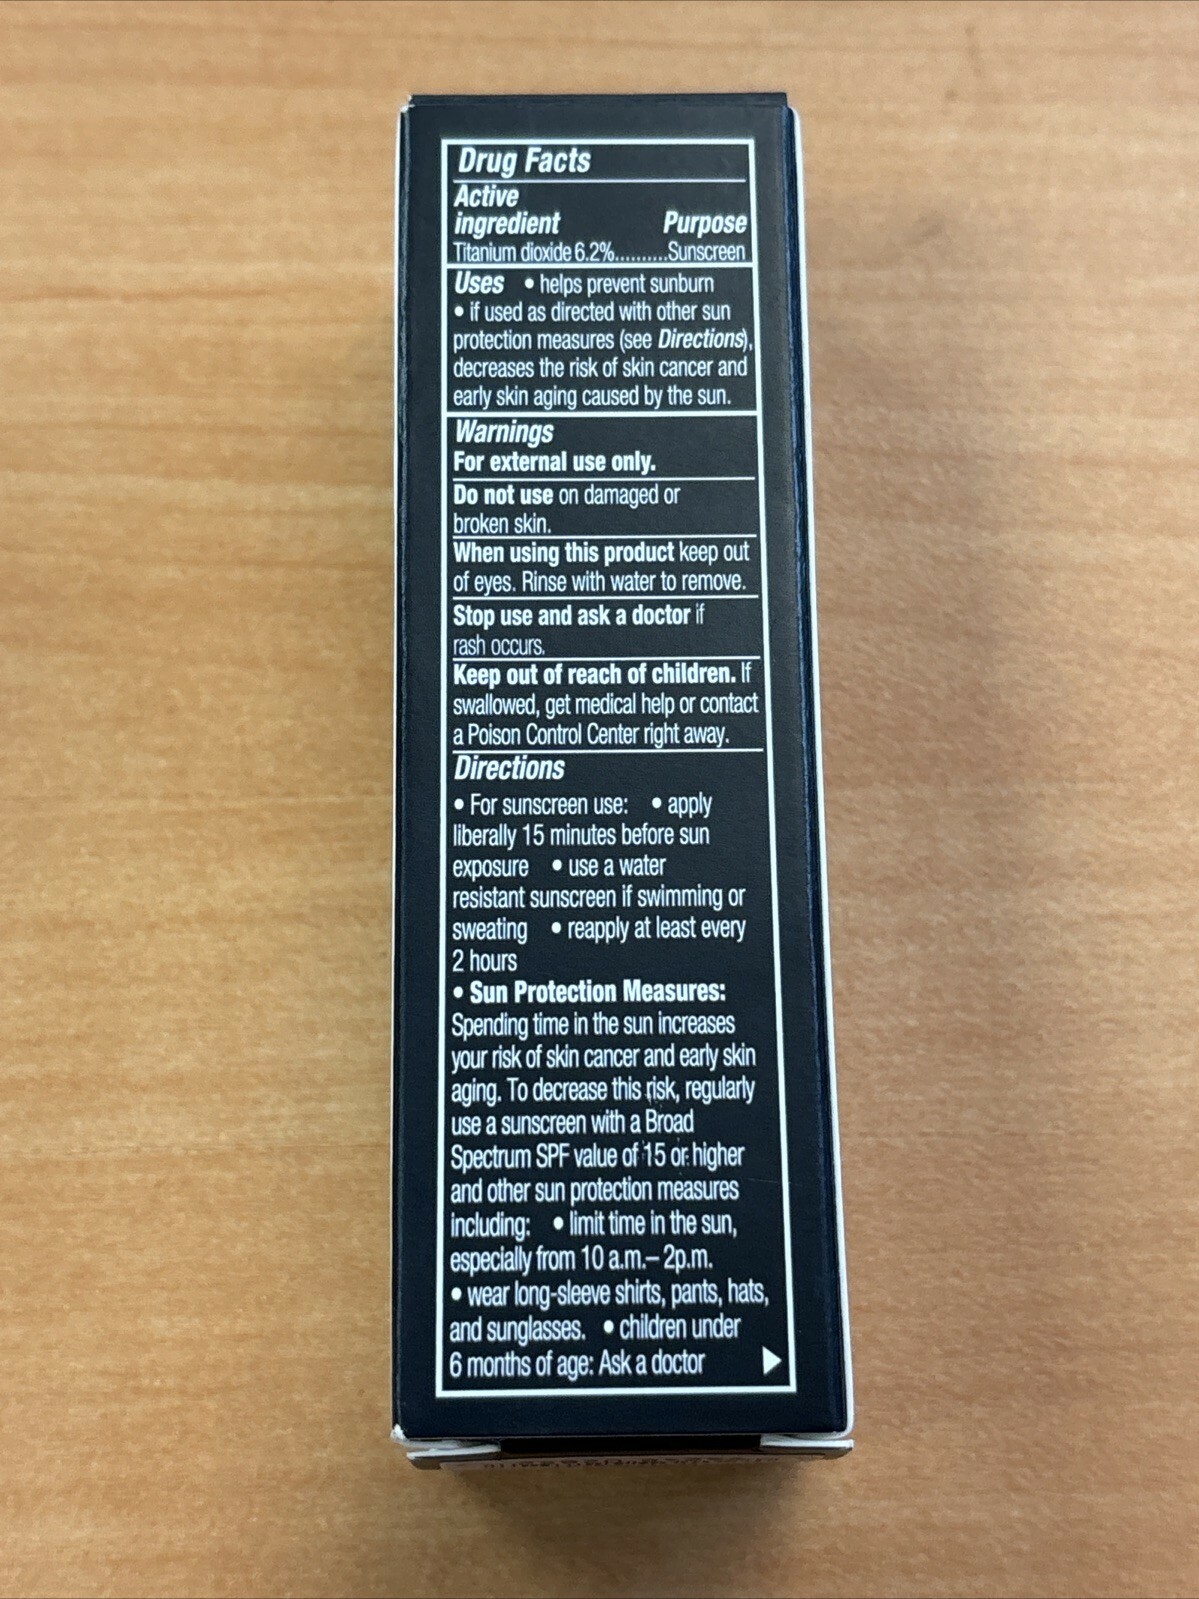 Drug Facts
Active
ingredient Purpose
Titanium dioxide 6.2%..........Sunscreen
Uses • helps prevent sunburn
• if used as directed with other sun
protection measures (see Directions),
decreases the risk of skin cancer and
early skin aging caused by the sun.
Warnings
For external use only.
Do not use on damaged or
broken skin.
When using this product keep out
of eyes. Rinse with water to remove.
Stop use and ask a doctor if
rash occurs.
Keep out of reach of children. If
swallowed, get medical help or contact
a Poison Control Center right away.
Directions
• For sunscreen use: • apply
liberally 15 minutes before sun
exposure • use a water
resistant sunscreen if swimming or
sweating • reapply at least every
2 hours
• Sun Protection Measures:
Spending time in the sun increases
your risk of skin cancer and early skin
aging. To decrease this risk, regularly
use a sunscreen with a Broad
Spectrum SPF value of 15 or higher
and other sun protection measures
including: • limit time in the sun,
especially from 10 a.m.– 2p.m.
• wear long-sleeve shirts, pants, hats,
and sunglasses. • children under
6 months of age: Ask a doctor